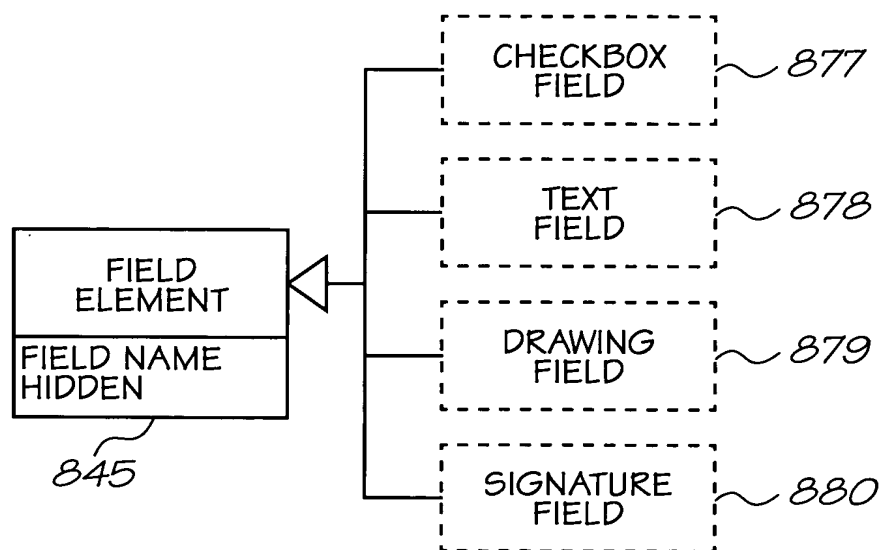 CHECKBOX
FIELD
877
TEXT
FIELD
878
FIELD
ELEMENT
FIELD NAME
HIDDEN
845
DRAWING
FIELD
879
SIGNATURE
FIELD
880